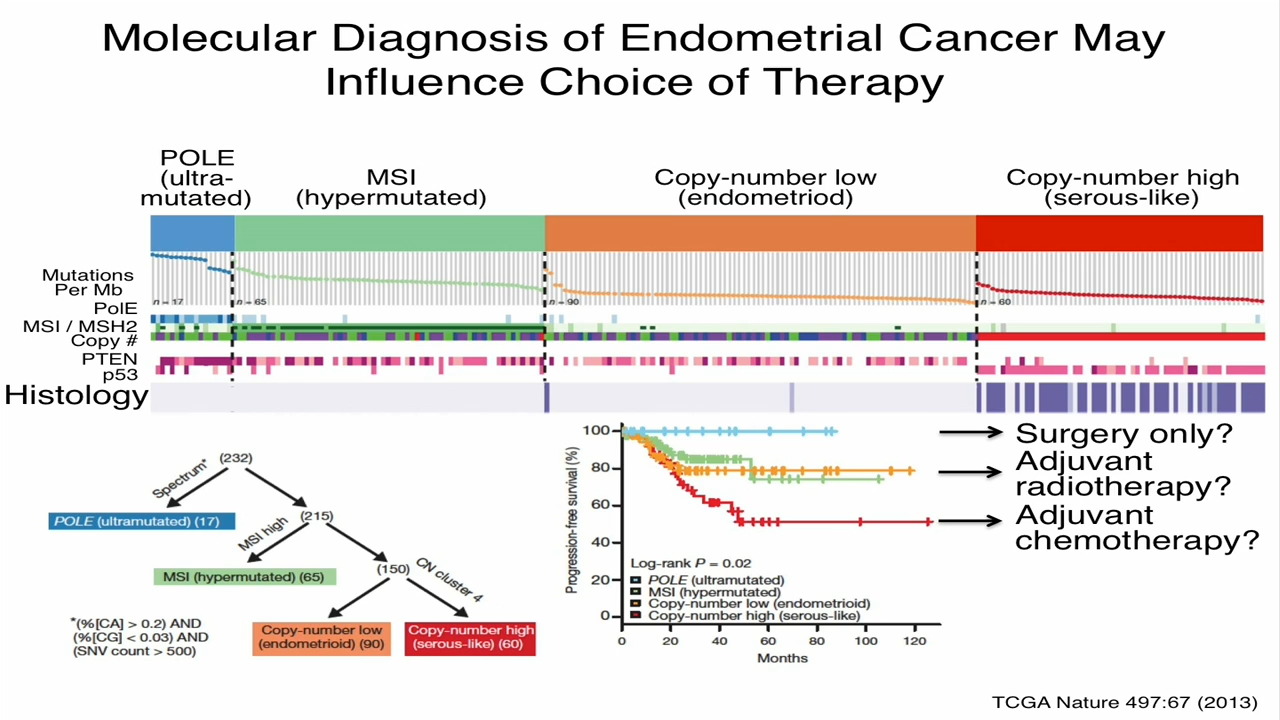 Molecular Diagnosis of Endometrial Cancer May
Influence Choice of Therapy
POLE
(ultra-
mutated)
MSI
(hypermutated)
Copy-number low
(endometriod)
Copy-number high
(serous-like)
Mutations
Per Mb
n = 17
n = 65
n = 90
n = 60
PolE
MSI / MSH2
Copy #
PTEN
p53
Histology
(232)
Spectrum*
POLE (ultramutated) (17)
(215)
MSI high
MSI (hypermutated) (65)
(150)
CN cluster 4
Copy-number low
(endometrioid) (90)
Copy-number high
(serous-like) (60)
*(%[CA] > 0.2) AND
(%[CG] < 0.03) AND
(SNV count > 500)
Progression-free survival (%)
100
80
60
40
20
0
Log-rank P = 0.02
POLE (ultramutated)
MSI (hypermutated)
Copy-number low (endometrioid)
Copy-number high (serous-like)
0 20 40 60 80 100 120
Months
Surgery only?
Adjuvant
radiotherapy?
Adjuvant
chemotherapy?
TCGA Nature 497:67 (2013)